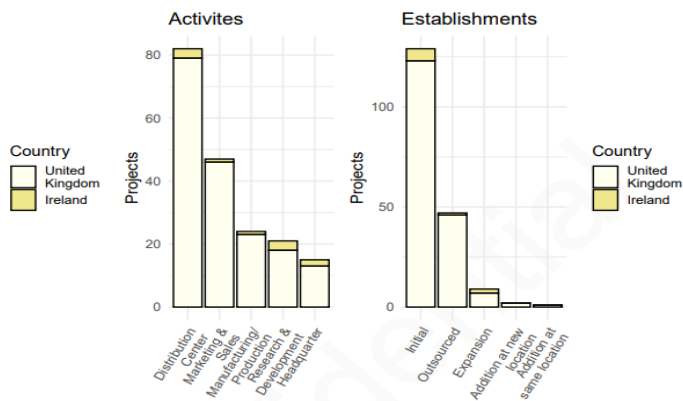 Activites
Establishments
80
60
40
20
0
Projects
Distribution
Center
Marketing &
Sales
Manufacturing/
Production
Research &
Development
Headquarter
100
50
0
Projects
Initial
Outsourced
Expansion
Addition at new
location
Addition at
same location
Country
United
Kingdom
Ireland
Country
United
Kingdom
Ireland